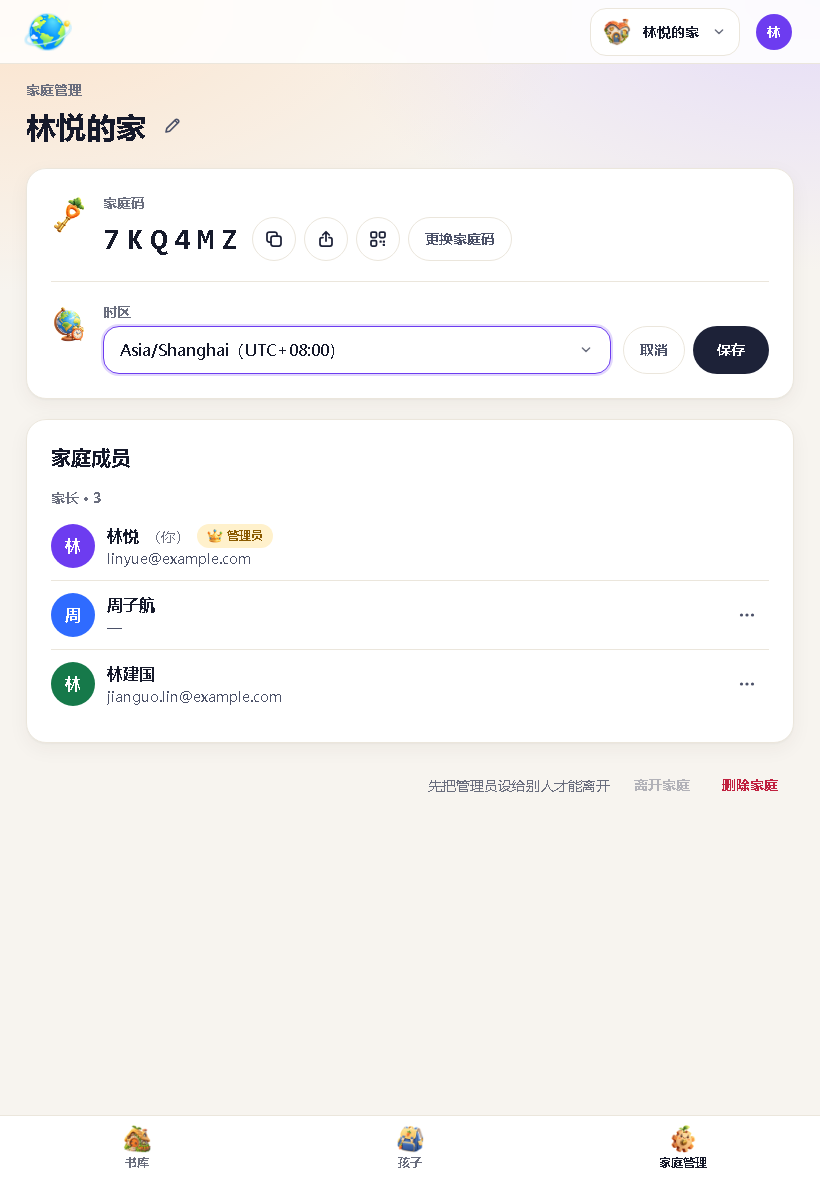 林悦的家
林
家庭管理
林悦的家
家庭码
7KQ4MZ
更换家庭码
时区
Asia/Shanghai（UTC+08:00）
取消
保存
家庭成员
家长 • 3
林
林悦 （你） 管理员
linyue@example.com
周
周子航
—
林
林建国
jianguo.lin@example.com
先把管理员设给别人才能离开 离开家庭 删除家庭
书库
孩子
家庭管理